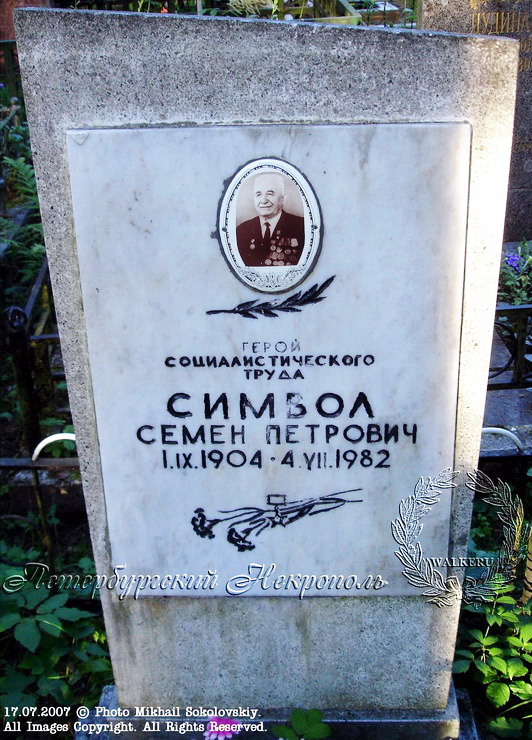 ГЕРОЙ
СОЦИАЛИСТИЧЕСКОГО
ТРУДА
СИМВОЛ
СЕМЕН ПЕТРОВИЧ
1.IX.1904 · 4.VII.1982
WALKERU
Петербургский Некрополь
17.07.2007 © Photo Mikhail Sokolovskiy.
All Images Copyright. All Rights Reserved.